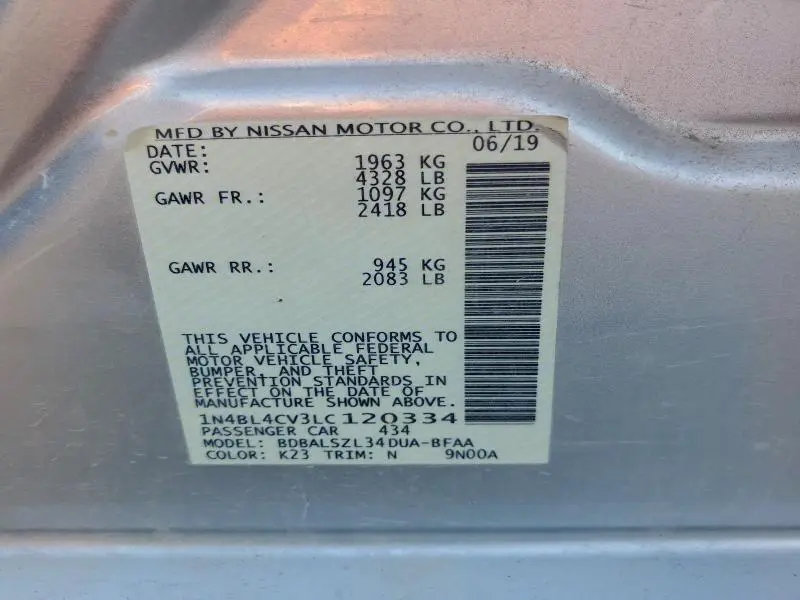 MFD BY NISSAN MOTOR CO., LTD.
DATE: 06/19
GVWR: 1963 KG
4328 LB
GAWR FR.: 1097 KG
2418 LB
GAWR RR.: 945 KG
2083 LB
THIS VEHICLE CONFORMS TO
ALL APPLICABLE FEDERAL
MOTOR VEHICLE SAFETY,
BUMPER, AND THEFT
PREVENTION STANDARDS IN
EFFECT ON THE DATE OF
MANUFACTURE SHOWN ABOVE.
1N4BL4CV3LC120334
PASSENGER CAR 434
MODEL: BDBALSZL34DUA-BFAA
COLOR: K23 TRIM: N 9N00A